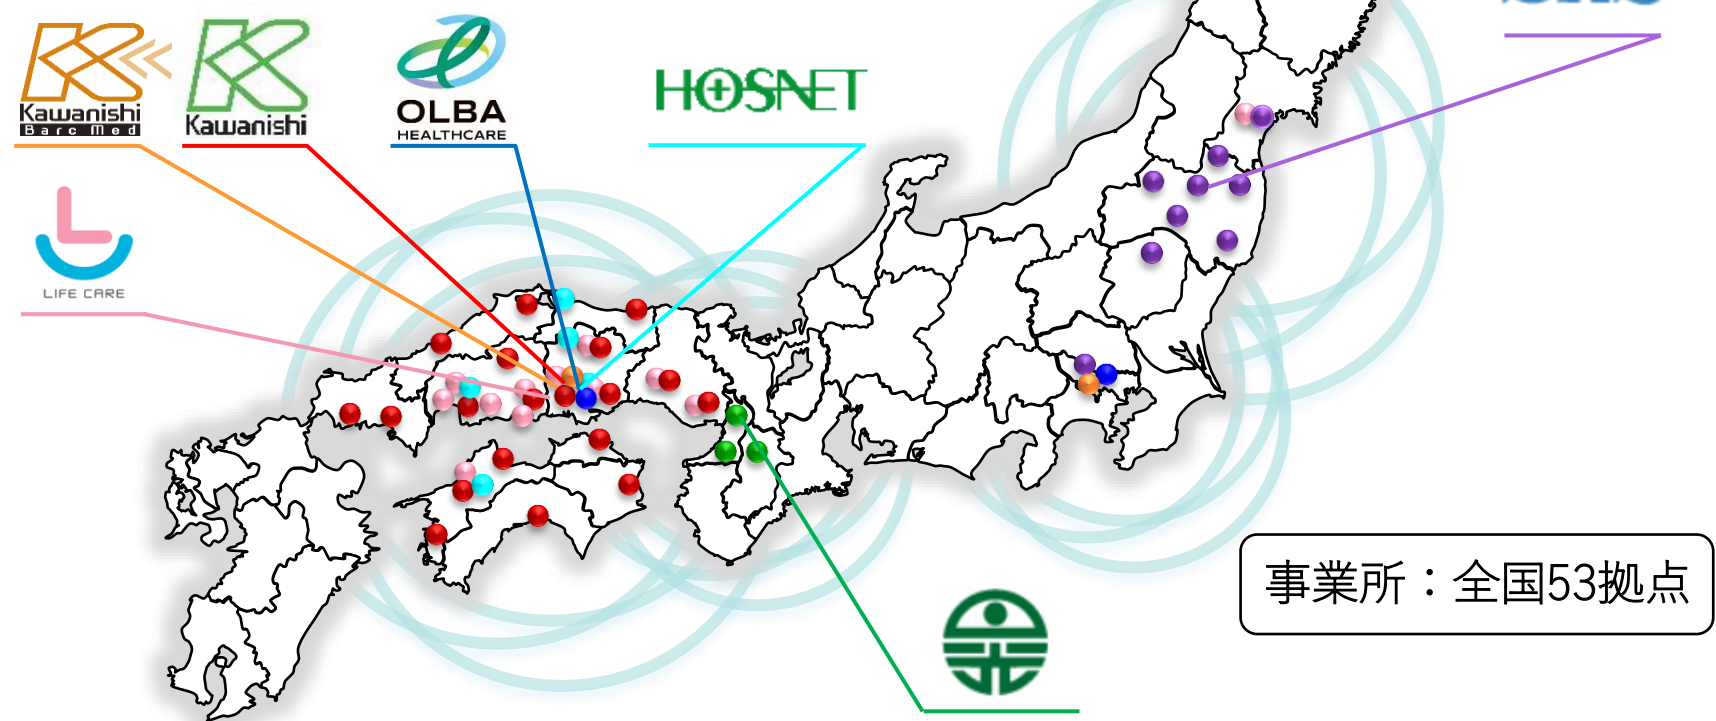 Kawanishi
Barc Med
Kawanishi
OLBA
HEALTHCARE
HOSNET
LIFE CARE
事業所：全国53拠点